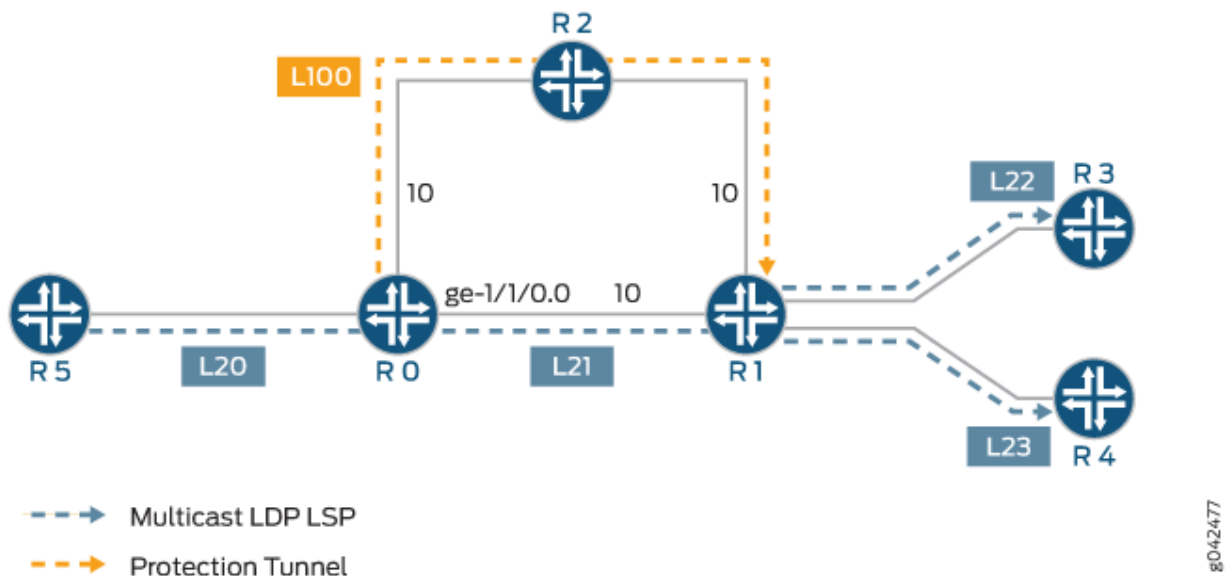 R 2
L100
10
10
L22
R 3
ge-1/1/0.0 10
R 5
L20
R 0
L21
R 1
L23
R 4
Multicast LDP LSP
Protection Tunnel
g042477